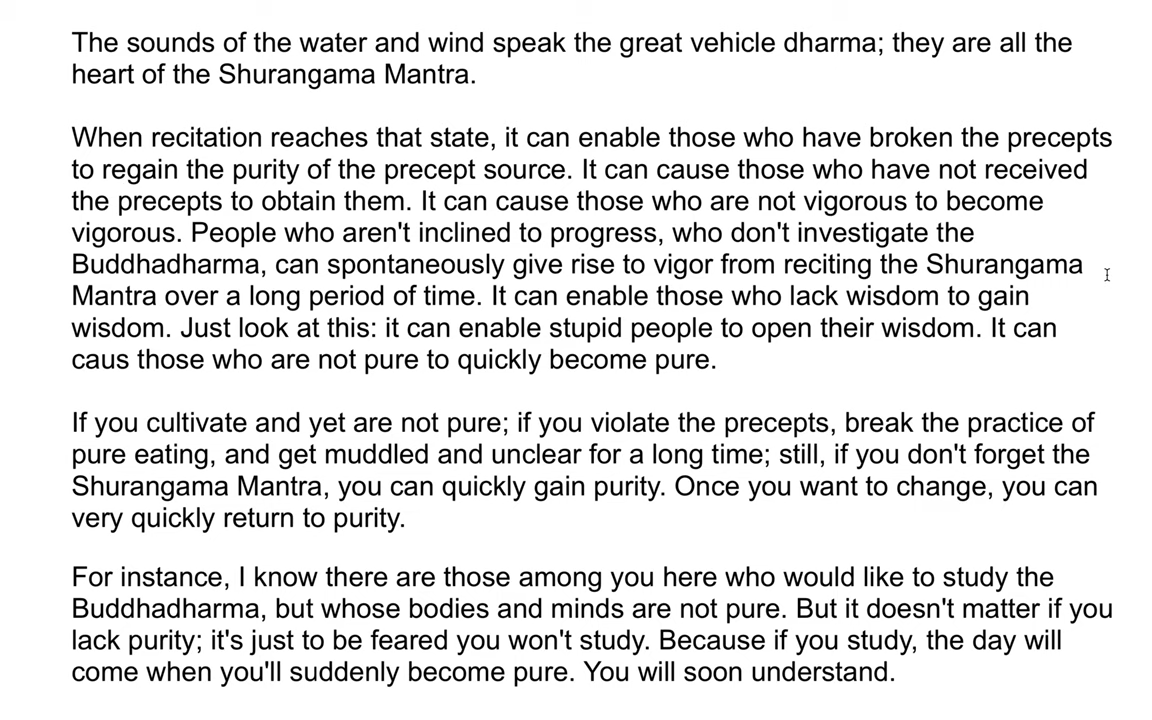 The sounds of the water and wind speak the great vehicle dharma; they are all the
heart of the Shurangama Mantra.
When recitation reaches that state, it can enable those who have broken the precepts
to regain the purity of the precept source. It can cause those who have not received
the precepts to obtain them. It can cause those who are not vigorous to become
vigorous. People who aren't inclined to progress, who don't investigate the
Buddhadharma, can spontaneously give rise to vigor from reciting the Shurangama
Mantra over a long period of time. It can enable those who lack wisdom to gain
wisdom. Just look at this: it can enable stupid people to open their wisdom. It can
caus those who are not pure to quickly become pure.
If you cultivate and yet are not pure; if you violate the precepts, break the practice of
pure eating, and get muddled and unclear for a long time; still, if you don't forget the
Shurangama Mantra, you can quickly gain purity. Once you want to change, you can
very quickly return to purity.
For instance, I know there are those among you here who would like to study the
Buddhadharma, but whose bodies and minds are not pure. But it doesn't matter if you
lack purity; it's just to be feared you won't study. Because if you study, the day will
come when you'll suddenly become pure. You will soon understand.